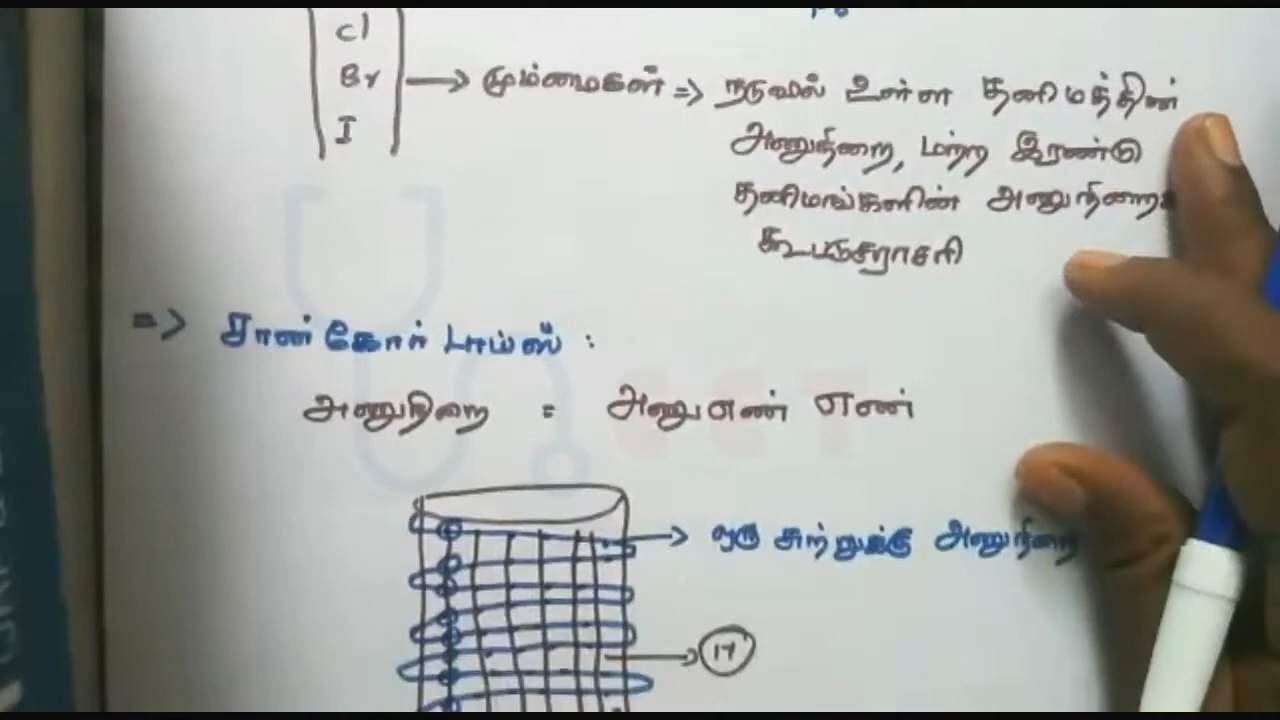 Cl
Br
I
மும்மைகள் => நடுவில் உள்ள தனிமத்தின்
அணுநிறை, மற்ற இரண்டு
தனிமங்களின் அணுநிறை
கூட்டுசராசரி
=> சான்கோர்டாய்ஸ் :
அணுநிறை = அணு எண் எண்
ஒரு சுற்றுக்கு அணுநிறை